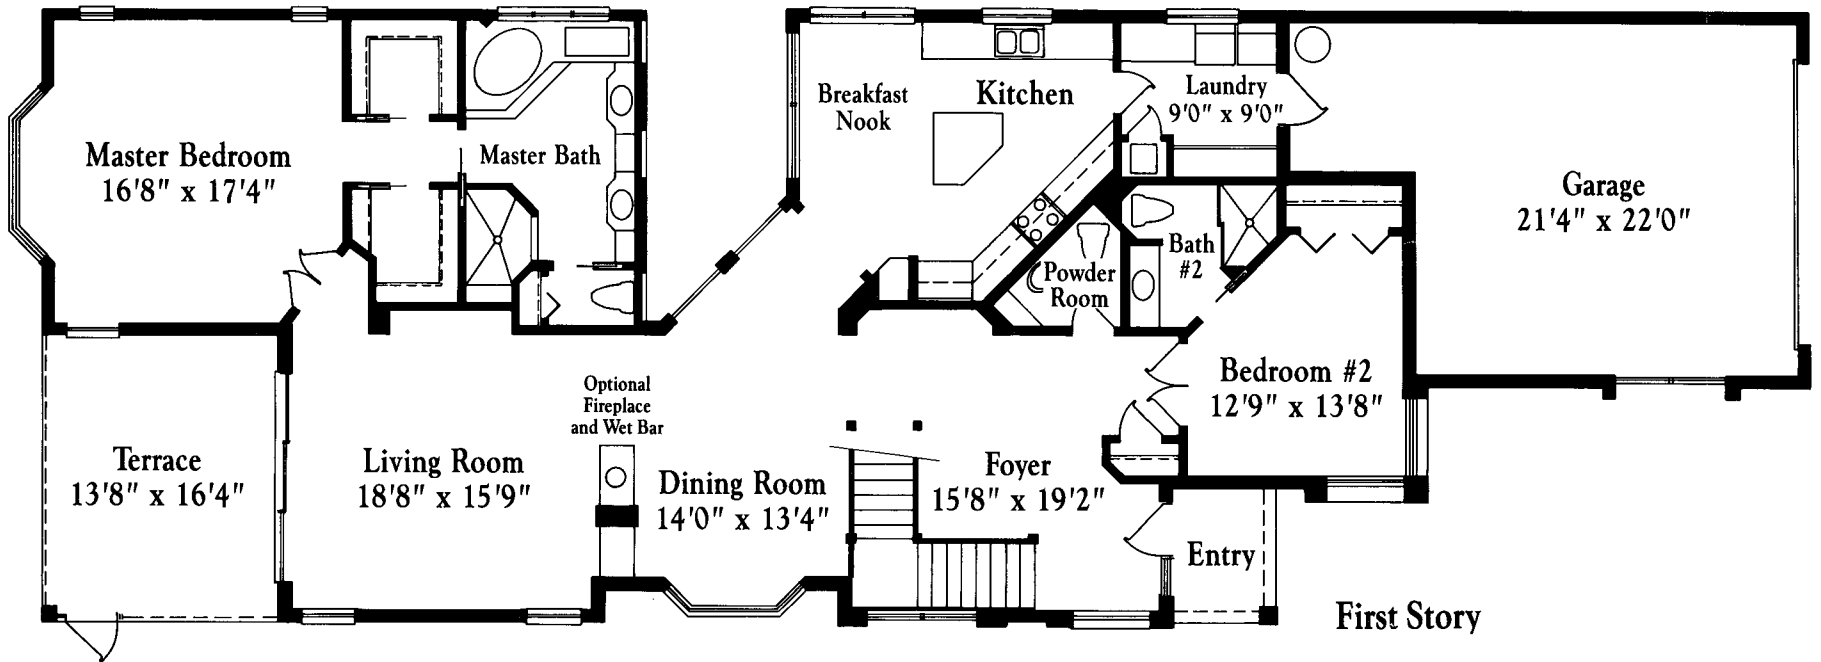 Master Bedroom
16'8" x 17'4"
Master Bath
Breakfast
Nook
Kitchen
Laundry
9'0" x 9'0"
Garage
21'4" x 22'0"
Bath
#2
Powder
Room
Bedroom #2
12'9" x 13'8"
Optional
Fireplace
and Wet Bar
Terrace
13'8" x 16'4"
Living Room
18'8" x 15'9"
Dining Room
14'0" x 13'4"
Foyer
15'8" x 19'2"
Entry
First Story